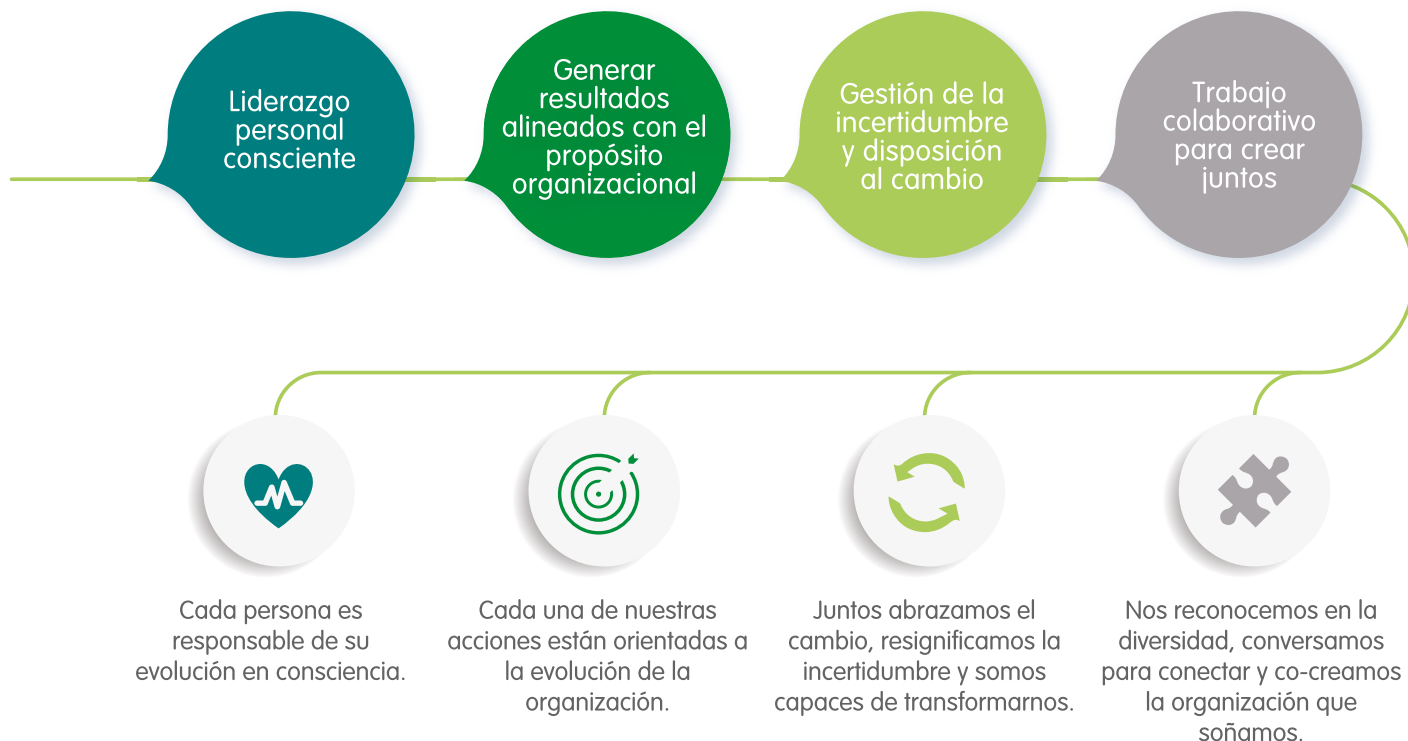 Liderazgo
personal
consciente
Generar
resultados
alineados con el
propósito
organizacional
Gestión de la
incertidumbre
y disposición
al cambio
Trabajo
colaborativo
para crear
juntos
Cada persona es
responsable de su
evolución en consciencia.
Cada una de nuestras
acciones están orientadas a
la evolución de la
organización.
Juntos abrazamos el
cambio, resignificamos la
incertidumbre y somos
capaces de transformarnos.
Nos reconocemos en la
diversidad, conversamos
para conectar y co-creamos
la organización que
soñamos.